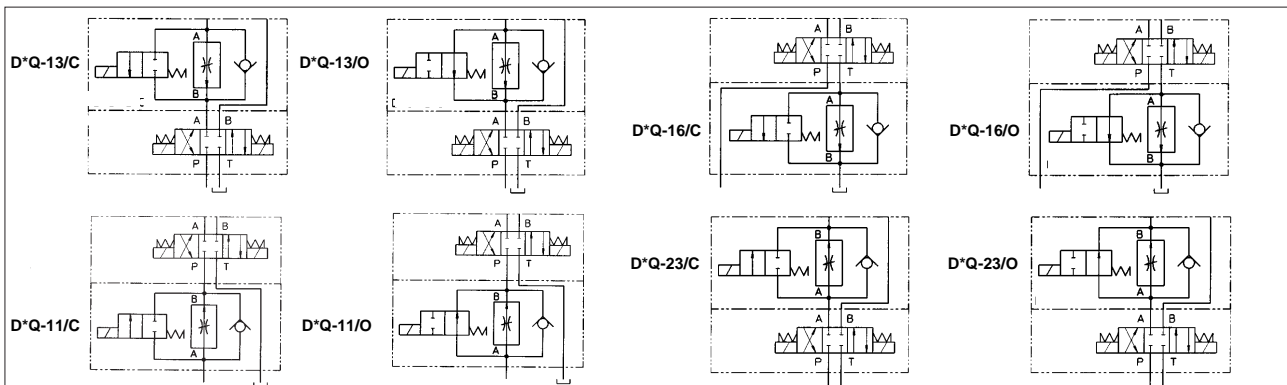 A
D*Q-13/C
B
A B
P T
A
D*Q-13/O
B
A B
P T
A B
P T
D*Q-16/C
A
B
A B
P T
D*Q-16/O
A
B
A B
P T
D*Q-11/C
B
A
A B
P T
D*Q-11/O
B
A
D*Q-23/C
B
A
A B
P T
D*Q-23/O
B
A
A B
P T